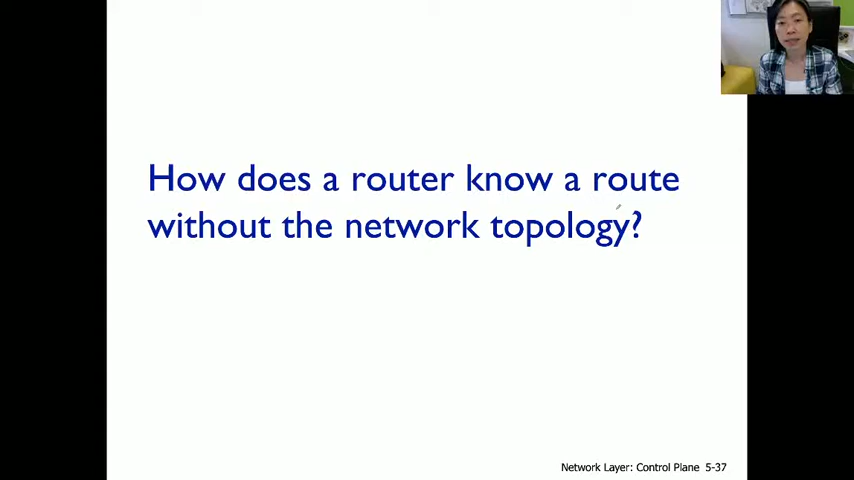 How does a router know a route
without the network topology?
Network Layer: Control Plane 5-37